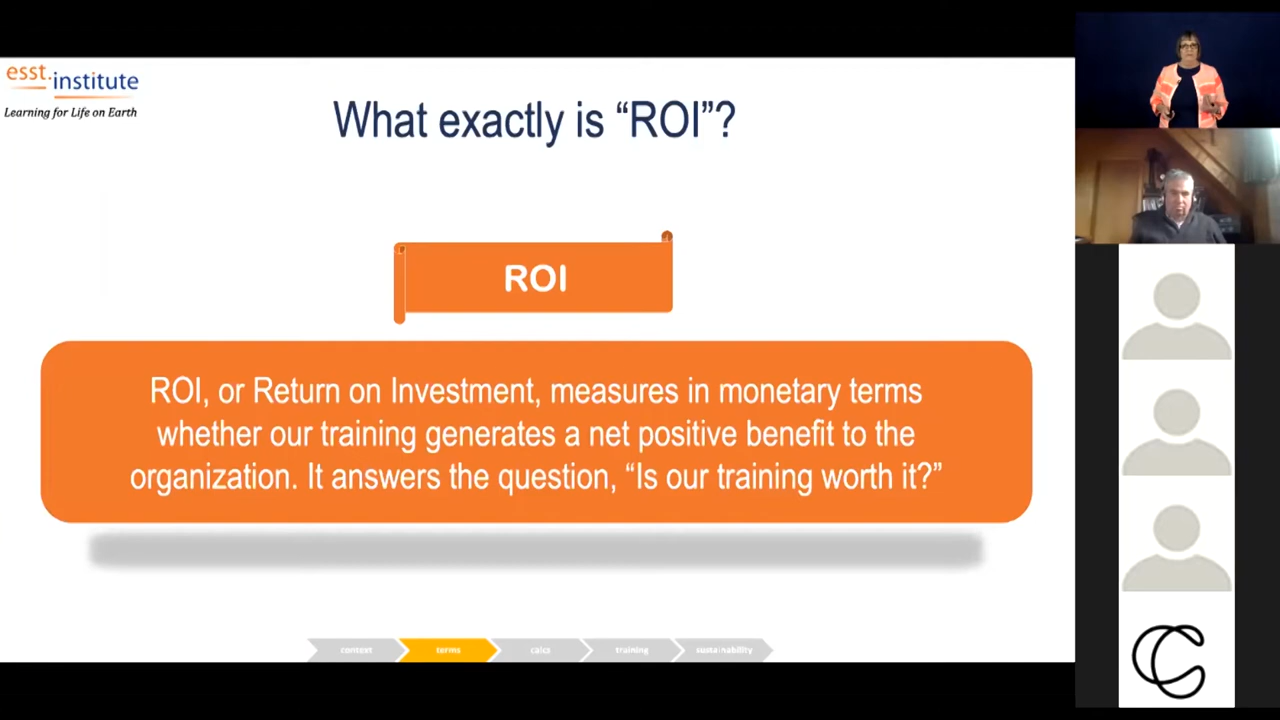 esst.institute
Learning for Life on Earth
What exactly is “ROI”?
ROI
ROI, or Return on Investment, measures in monetary terms
whether our training generates a net positive benefit to the
organization. It answers the question, “Is our training worth it?”
context terms calcs training sustainability